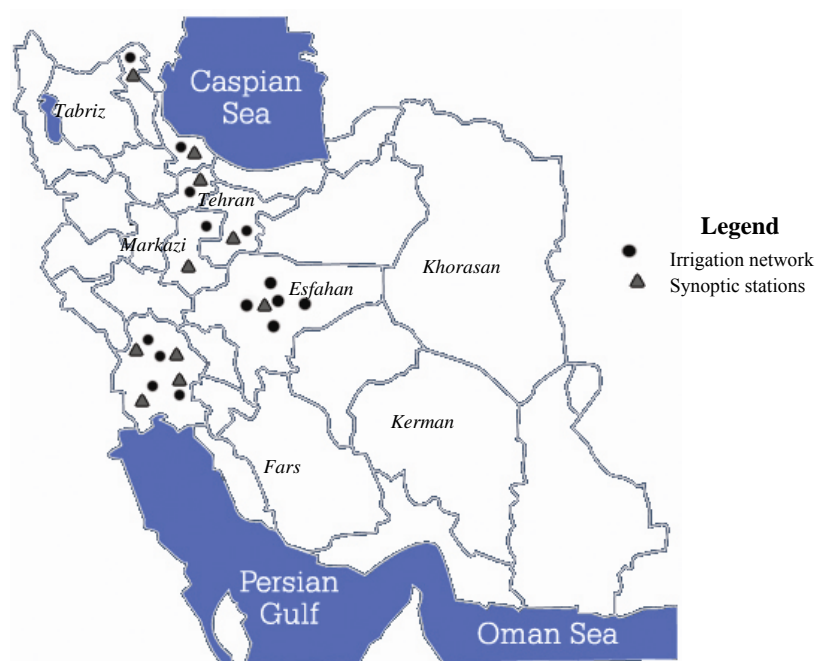 Caspian
Sea
Tabriz
Tehran
Markazi
Esfahan
Khorasan
Kerman
Fars
Persian
Gulf
Oman Sea
Legend
Irrigation network
Synoptic stations